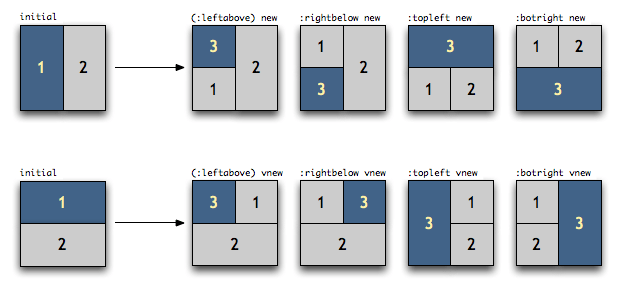 initial (:leftabove) new :rightbelow new :topleft new :botright new
3 1 3 1 2
1 2 2
1 3 1 2 3
initial (:leftabove) vnew :rightbelow vnew :topleft vnew :botright vnew
1 3 1 1 3 1 1
3 3
2 2 2 2 2